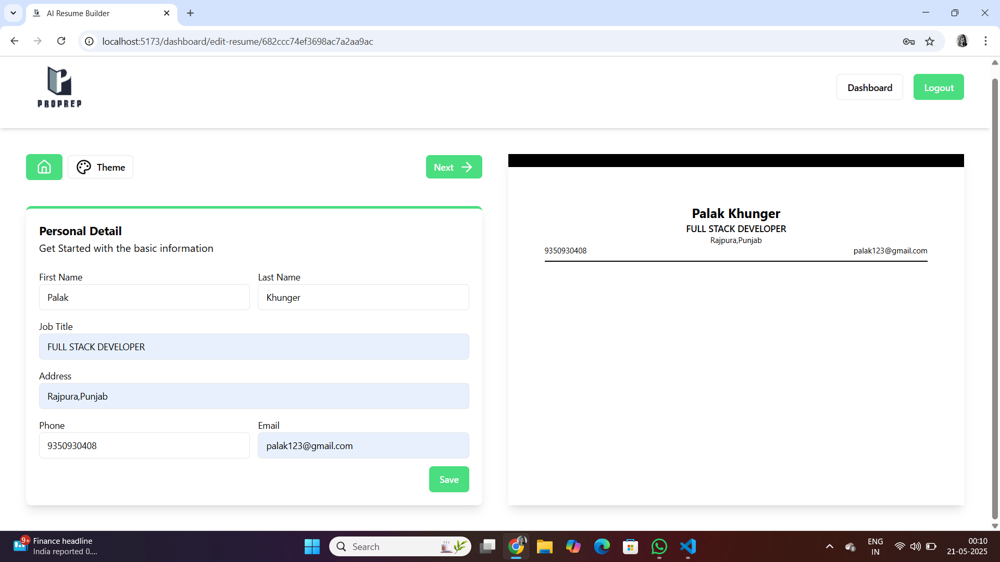 AI Resume Builder
localhost:5173/dashboard/edit-resume/682ccc74ef3698ac7a2aa9ac
PROPREP
Dashboard
Logout
Theme
Next
Personal Detail
Get Started with the basic information
First Name
Last Name
Palak
Khunger
Job Title
FULL STACK DEVELOPER
Address
Rajpura,Punjab
Phone
Email
9350930408
palak123@gmail.com
Save
Palak Khunger
FULL STACK DEVELOPER
Rajpura,Punjab
9350930408
palak123@gmail.com
9+
Finance headline
India reported 0....
Search
ENG
IN
00:10
21-05-2025